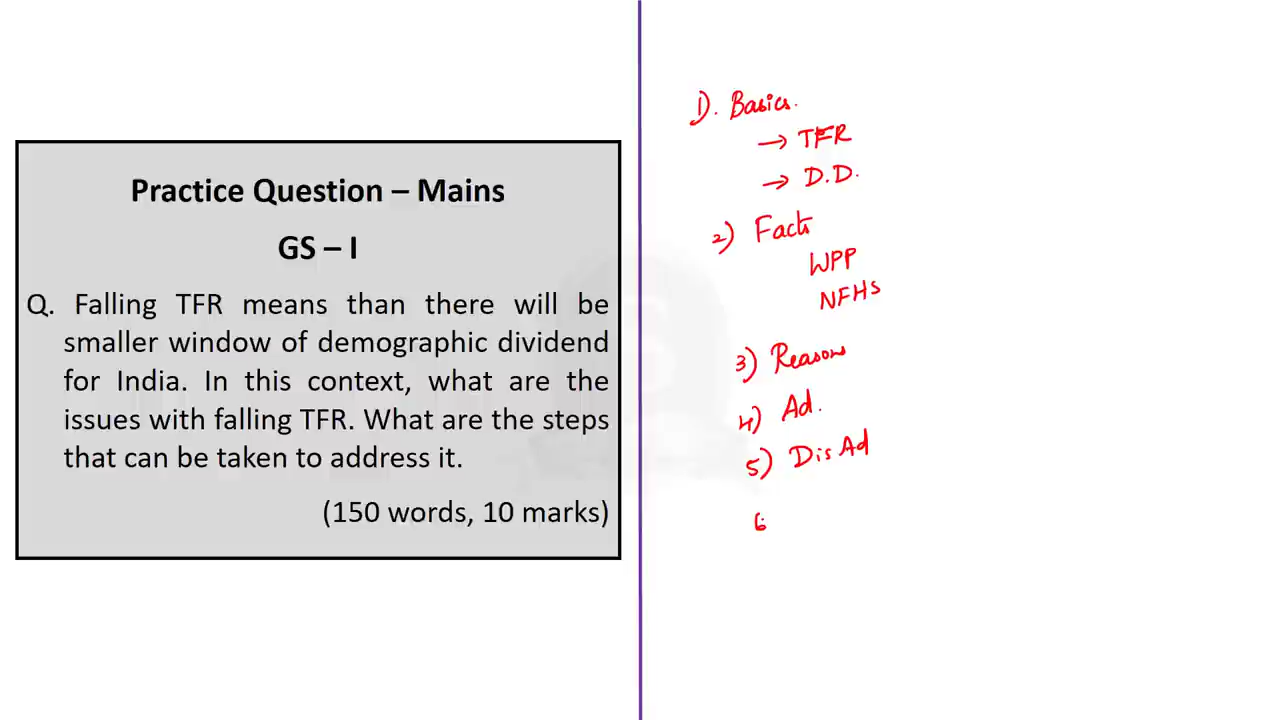 Practice Question – Mains
GS – I
Q. Falling TFR means than there will be
smaller window of demographic dividend
for India. In this context, what are the
issues with falling TFR. What are the steps
that can be taken to address it.
(150 words, 10 marks)
1). Basics.
→ TFR
→ D.D.
2) Facts
WPP
NFHS
3) Reasons
4) Ad.
5) DisAd
6